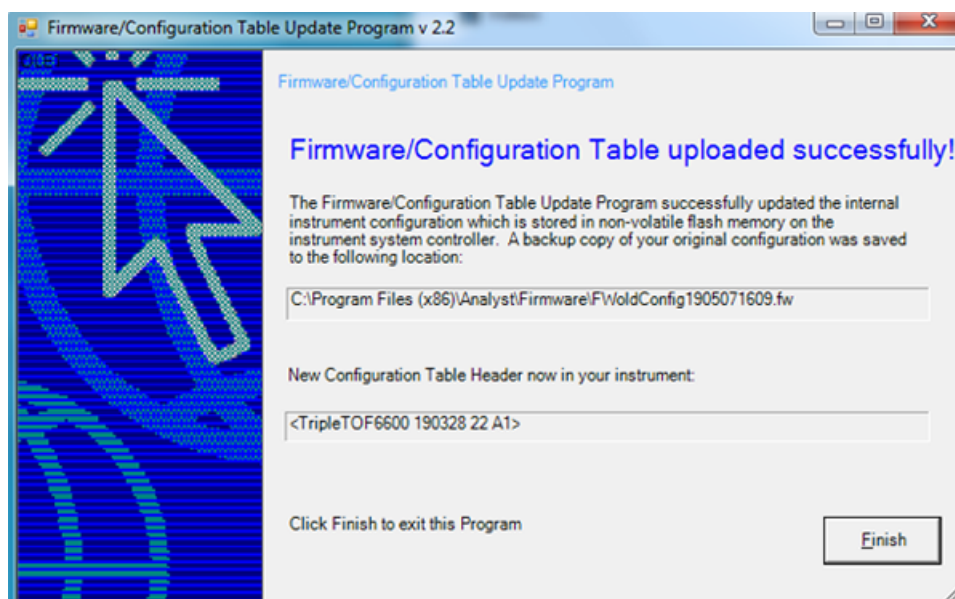 Firmware/Configuration Table Update Program v 2.2
Firmware/Configuration Table Update Program
Firmware/Configuration Table uploaded successfully!
The Firmware/Configuration Table Update Program successfully updated the internal
instrument configuration which is stored in non-volatile flash memory on the
instrument system controller. A backup copy of your original configuration was saved
to the following location:
C:\Program Files (x86)\Analyst\Firmware\FWoldConfig1905071609.fw
New Configuration Table Header now in your instrument:
<TripleTOF6600 190328 22 A1>
Click Finish to exit this Program
Finish